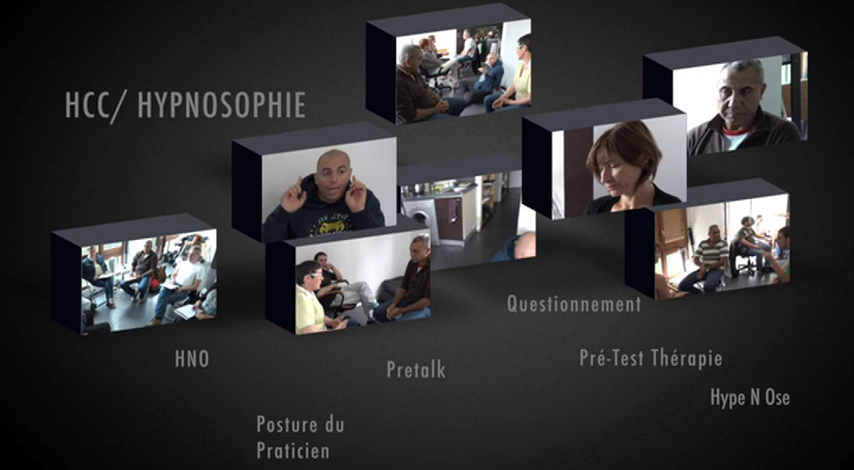 HCC/ HYPNOSOPHIE
Questionnement
HNO
Pretalk
Pré-Test Thérapie
Hype N Ose
Posture du
Praticien